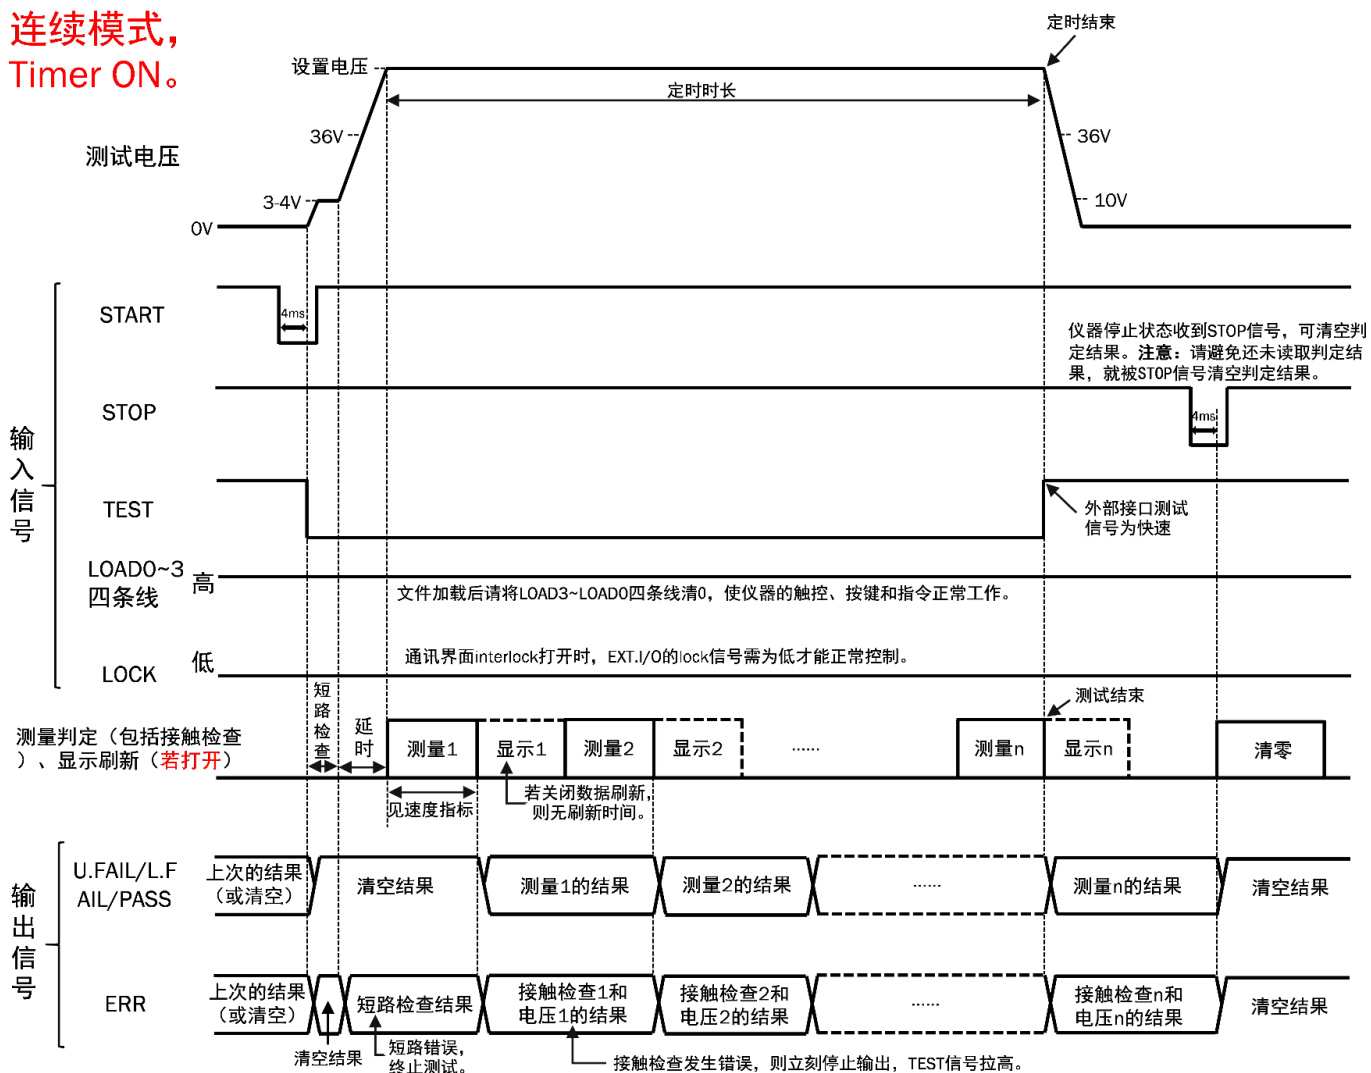 连续模式，
Timer ON。
定时结束
设置电压
定时时长
36V
36V
测试电压
3-4V
10V
0V
START
4ms
仪器停止状态收到STOP信号，可清空判
定结果。注意：请避免还未读取判定结
果，就被STOP信号清空判定结果。
STOP
4ms
输入信号
TEST
外部接口测试
信号为快速
LOAD0~3
四条线
高
文件加载后请将LOAD3~LOAD0四条线清0，使仪器的触控、按键和指令正常工作。
LOCK
低
通讯界面interlock打开时，EXT.I/O的lock信号需为低才能正常控制。
短路检查
延时
测试结束
测量判定（包括接触检查
）、显示刷新（若打开）
测量1
显示1
测量2
显示2
······
测量n
显示n
清零
见速度指标
若关闭数据刷新，
则无刷新时间。
输出信号
U.FAIL/L.F
AIL/PASS
上次的结果
（或清空）
清空结果
测量1的结果
测量2的结果
······
测量n的结果
清空结果
ERR
上次的结果
（或清空）
短路检查结果
接触检查1和
电压1的结果
接触检查2和
电压2的结果
······
接触检查n和
电压n的结果
清空结果
清空结果
短路错误，
终止测试。
接触检查发生错误，则立刻停止输出，TEST信号拉高。